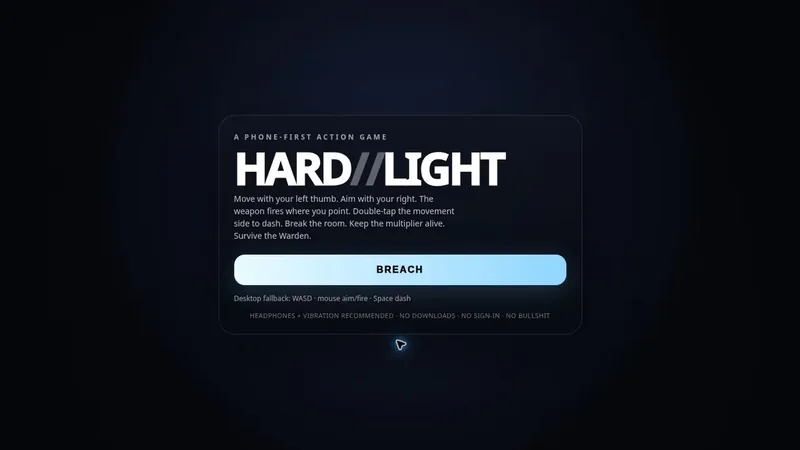 A PHONE-FIRST ACTION GAME
HARD//LIGHT
Move with your left thumb. Aim with your right. The
weapon fires where you point. Double-tap the movement
side to dash. Break the room. Keep the multiplier alive.
Survive the Warden.
BREACH
Desktop fallback: WASD · mouse aim/fire · Space dash
HEADPHONES + VIBRATION RECOMMENDED · NO DOWNLOADS · NO SIGN-IN · NO BULLSHIT